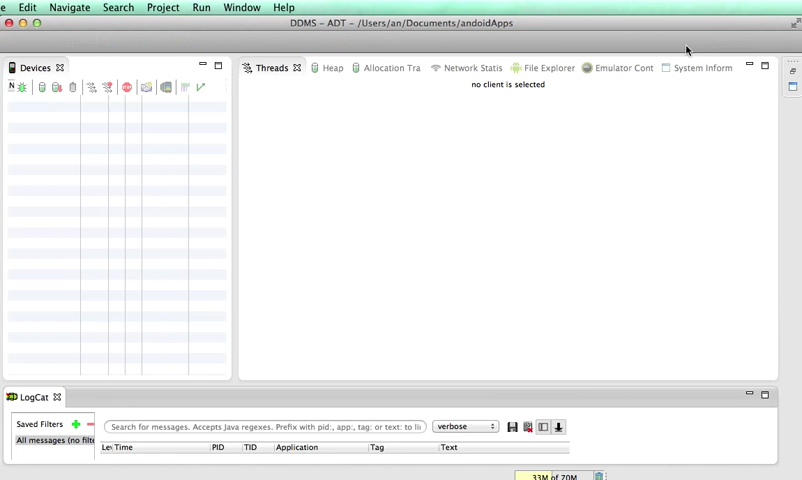 e Edit Navigate Search Project Run Window Help
DDMS – ADT – /Users/an/Documents/andoidApps
Devices
Threads Heap Allocation Tra Network Statis File Explorer Emulator Cont System Inform
N
no client is selected
LogCat
Saved Filters
Search for messages. Accepts Java regexes. Prefix with pid:, app:, tag: or text: to li
verbose
All messages (no filte
Le Time PID TID Application Tag Text
33M of 70M